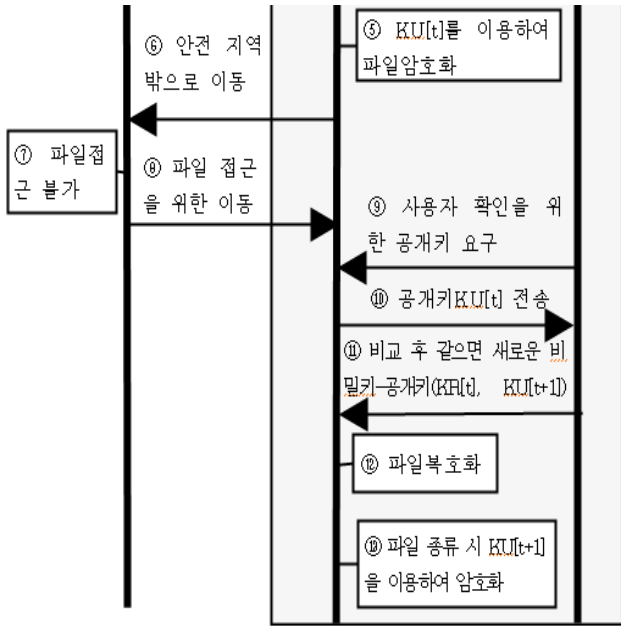 ⑤ KU[t]를 이용하여
파일암호화
⑥ 안전 지역
밖으로 이동
⑦ 파일접
근 불가
⑧ 파일 접근
을 위한 이동
⑨ 사용자 확인을 위
한 공개키 요구
⑩ 공개키KU[t] 전송
⑪ 비교 후 같으면 새로운 비
밀키-공개키(KR[t], KU[t+1])
⑫ 파일복호화
⑬ 파일 종류 시 KU[t+1]
을 이용하여 암호화